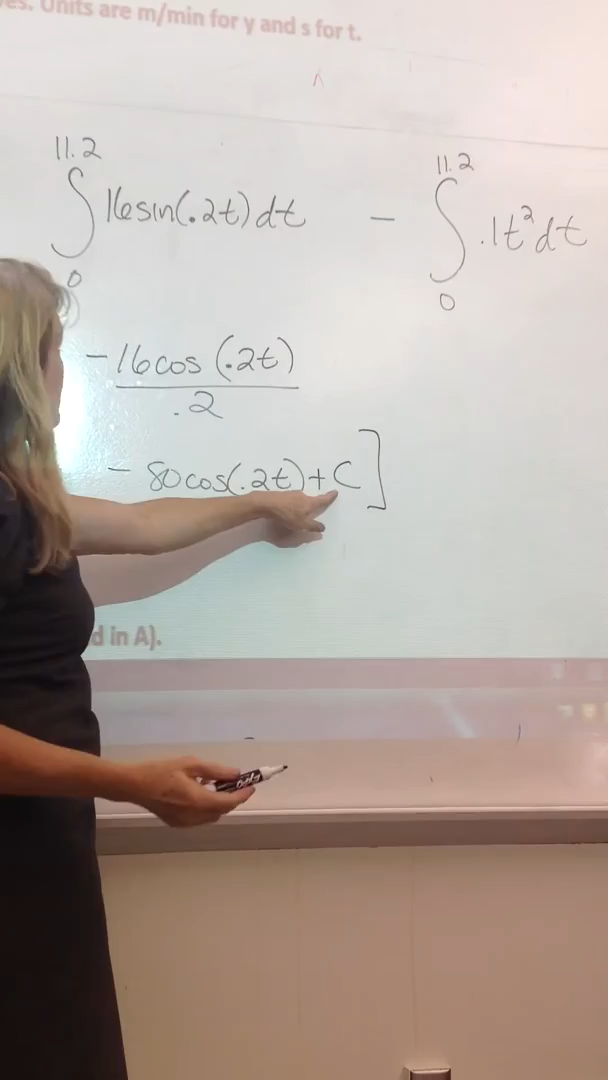 es. Units are m/min for y and s for t.
11.2 11.2
∫ 16sin(.2t)dt - ∫ .1t²dt
0 0
-16cos(.2t)
.2
- 80cos(.2t)+C]
d in A).